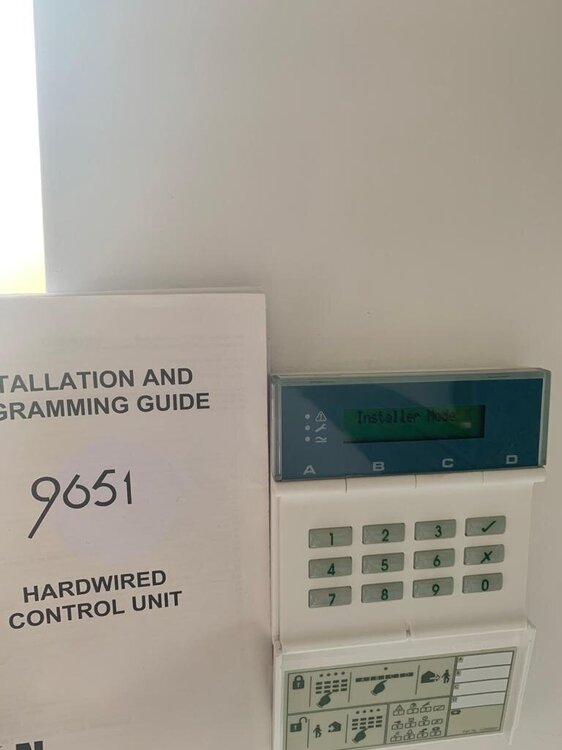 TALLATION AND
GRAMMING GUIDE
9651
HARDWIRED
CONTROL UNIT
N
Installer Mode
A B C D
1 2 3 ✓
4 5 6 ✗
7 8 9 0